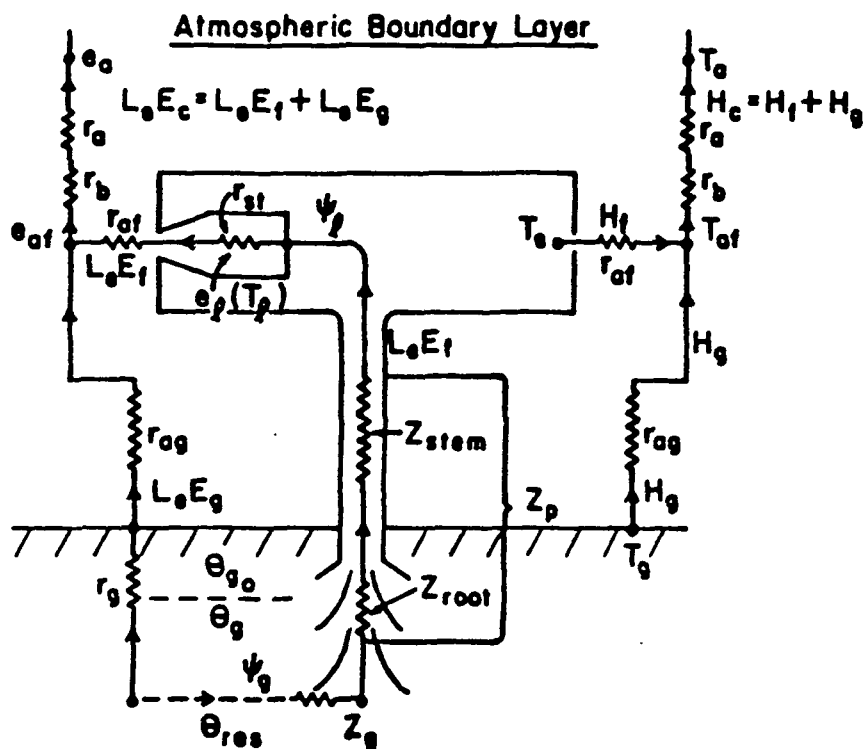 Atmospheric Boundary Layer
e_a
T_a
L_eE_c = L_eE_f + L_eE_g
H_c = H_f + H_g
r_a
r_a
r_b
r_b
r_st
ψ_ℓ
e_af
r_af
T_e
H_f
T_af
L_eE_f
r_af
e_ℓ(T_ℓ)
L_eE_f
H_g
r_ag
Z_stem
r_ag
L_eE_g
Z_p
H_g
r_g
θ_go
T_g
θ_g
Z_root
ψ_g
θ_res
Z_g